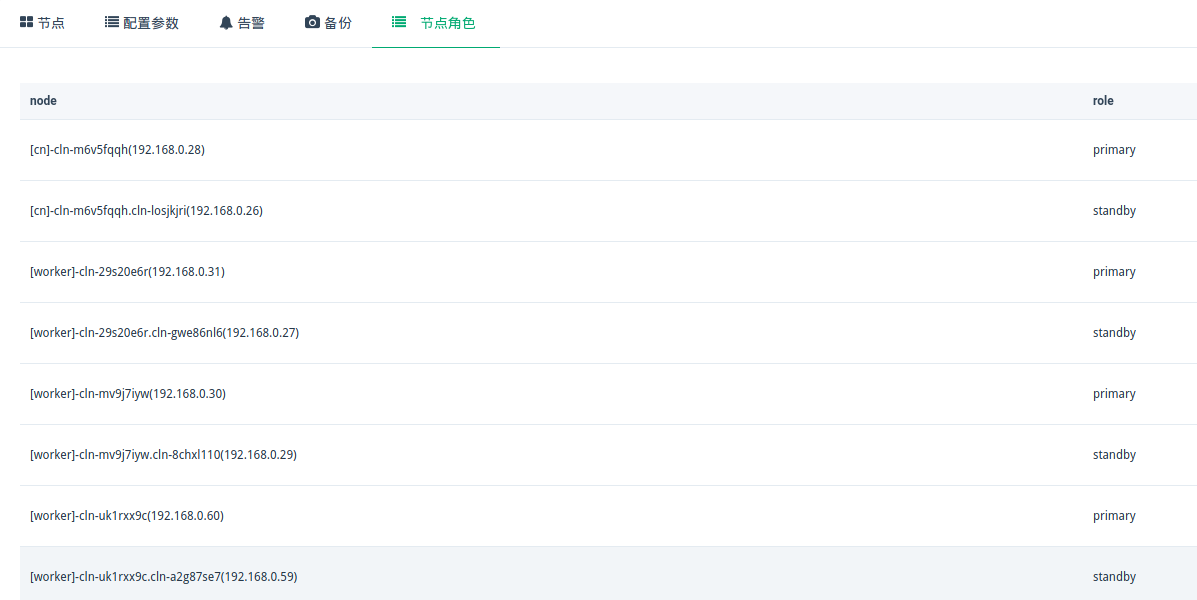 节点 配置参数 告警 备份 节点角色
node role
[cn]-cln-m6v5fqqh(192.168.0.28) primary
[cn]-cln-m6v5fqqh.cln-losjkjri(192.168.0.26) standby
[worker]-cln-29s20e6r(192.168.0.31) primary
[worker]-cln-29s20e6r.cln-gwe86nl6(192.168.0.27) standby
[worker]-cln-mv9j7iyw(192.168.0.30) primary
[worker]-cln-mv9j7iyw.cln-8chxl110(192.168.0.29) standby
[worker]-cln-uk1rxx9c(192.168.0.60) primary
[worker]-cln-uk1rxx9c.cln-a2g87se7(192.168.0.59) standby